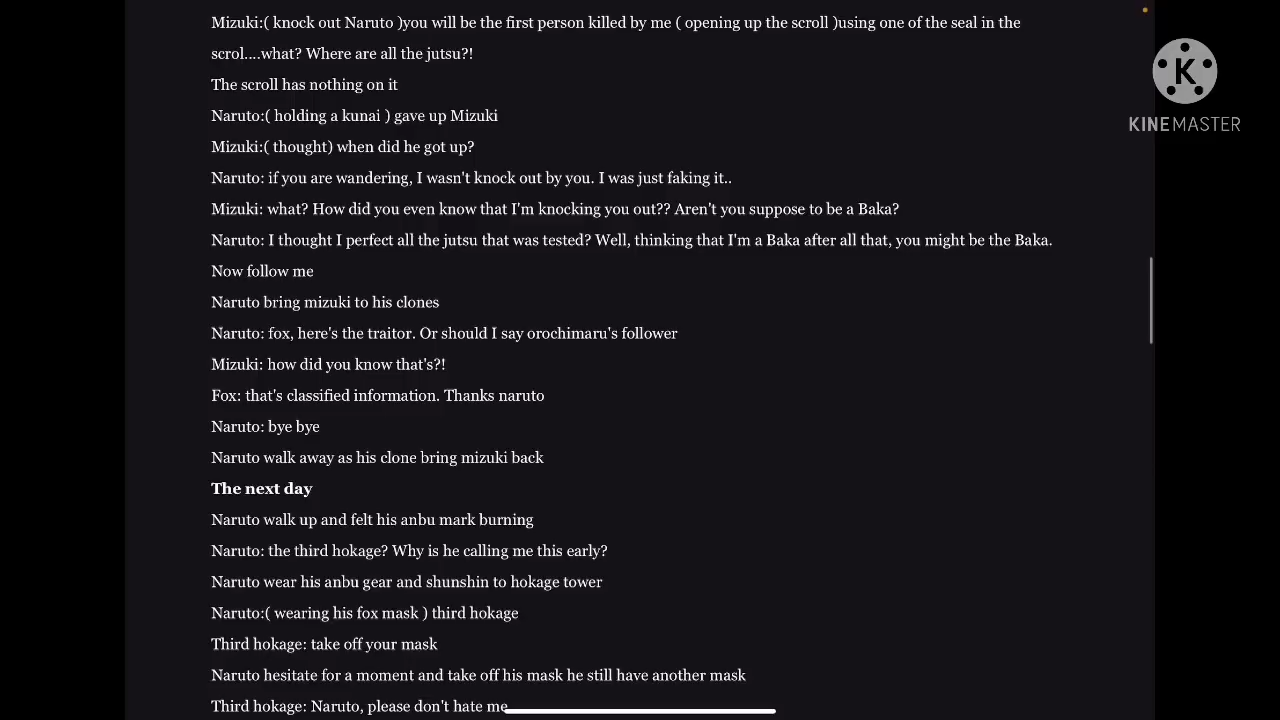 Mizuki:( knock out Naruto )you will be the first person killed by me ( opening up the scroll )using one of the seal in the
scrol....what? Where are all the jutsu?!
The scroll has nothing on it
Naruto:( holding a kunai ) gave up Mizuki
Mizuki:( thought) when did he got up?
Naruto: if you are wandering, I wasn't knock out by you. I was just faking it..
Mizuki: what? How did you even know that I'm knocking you out?? Aren't you suppose to be a Baka?
Naruto: I thought I perfect all the jutsu that was tested? Well, thinking that I'm a Baka after all that, you might be the Baka.
Now follow me
Naruto bring mizuki to his clones
Naruto: fox, here's the traitor. Or should I say orochimaru's follower
Mizuki: how did you know that's?!
Fox: that's classified information. Thanks naruto
Naruto: bye bye
Naruto walk away as his clone bring mizuki back
The next day
Naruto walk up and felt his anbu mark burning
Naruto: the third hokage? Why is he calling me this early?
Naruto wear his anbu gear and shunshin to hokage tower
Naruto:( wearing his fox mask ) third hokage
Third hokage: take off your mask
Naruto hesitate for a moment and take off his mask he still have another mask
Third hokage: Naruto, please don't hate me
K
KINEMASTER